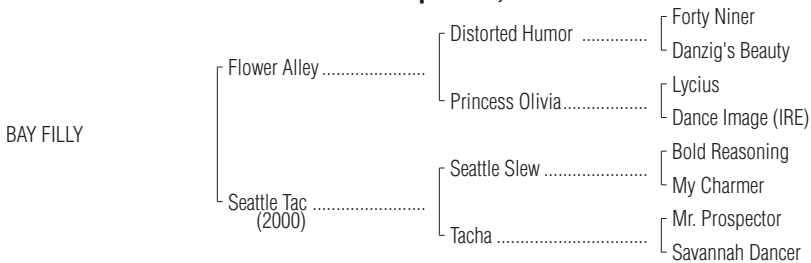 Forty Niner
Distorted Humor ..............
Danzig's Beauty
Flower Alley ......................
Lycius
Princess Olivia..................
Dance Image (IRE)
BAY FILLY
Bold Reasoning
Seattle Slew ......................
My Charmer
Seattle Tac ........................
(2000)
Mr. Prospector
Tacha ................................
Savannah Dancer